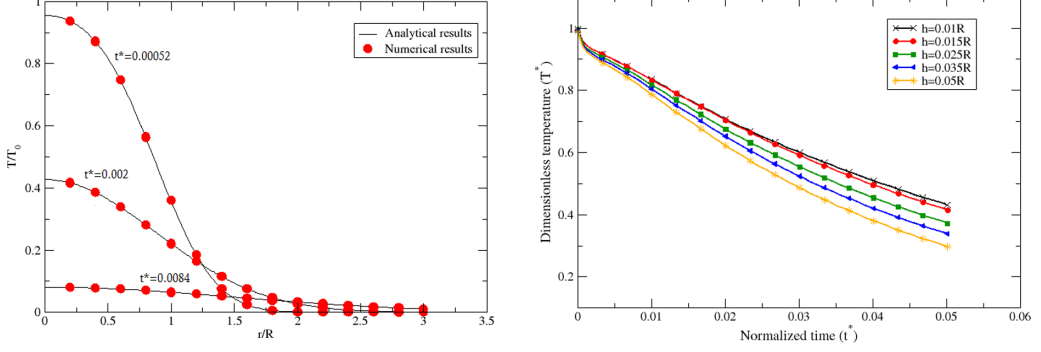 1
0.8
0.6
0.4
0.2
0
T/T0
0
0.5
1
1.5
2
2.5
3
3.5
r/R
t*=0.00052
t*=0.002
t*=0.0084
Analytical results
Numerical results
1
0.8
0.6
0.4
0.2
Dimensionless temperature (T*)
0
0.01
0.02
0.03
0.04
0.05
0.06
Normalized time (t*)
h=0.01R
h=0.015R
h=0.025R
h=0.035R
h=0.05R